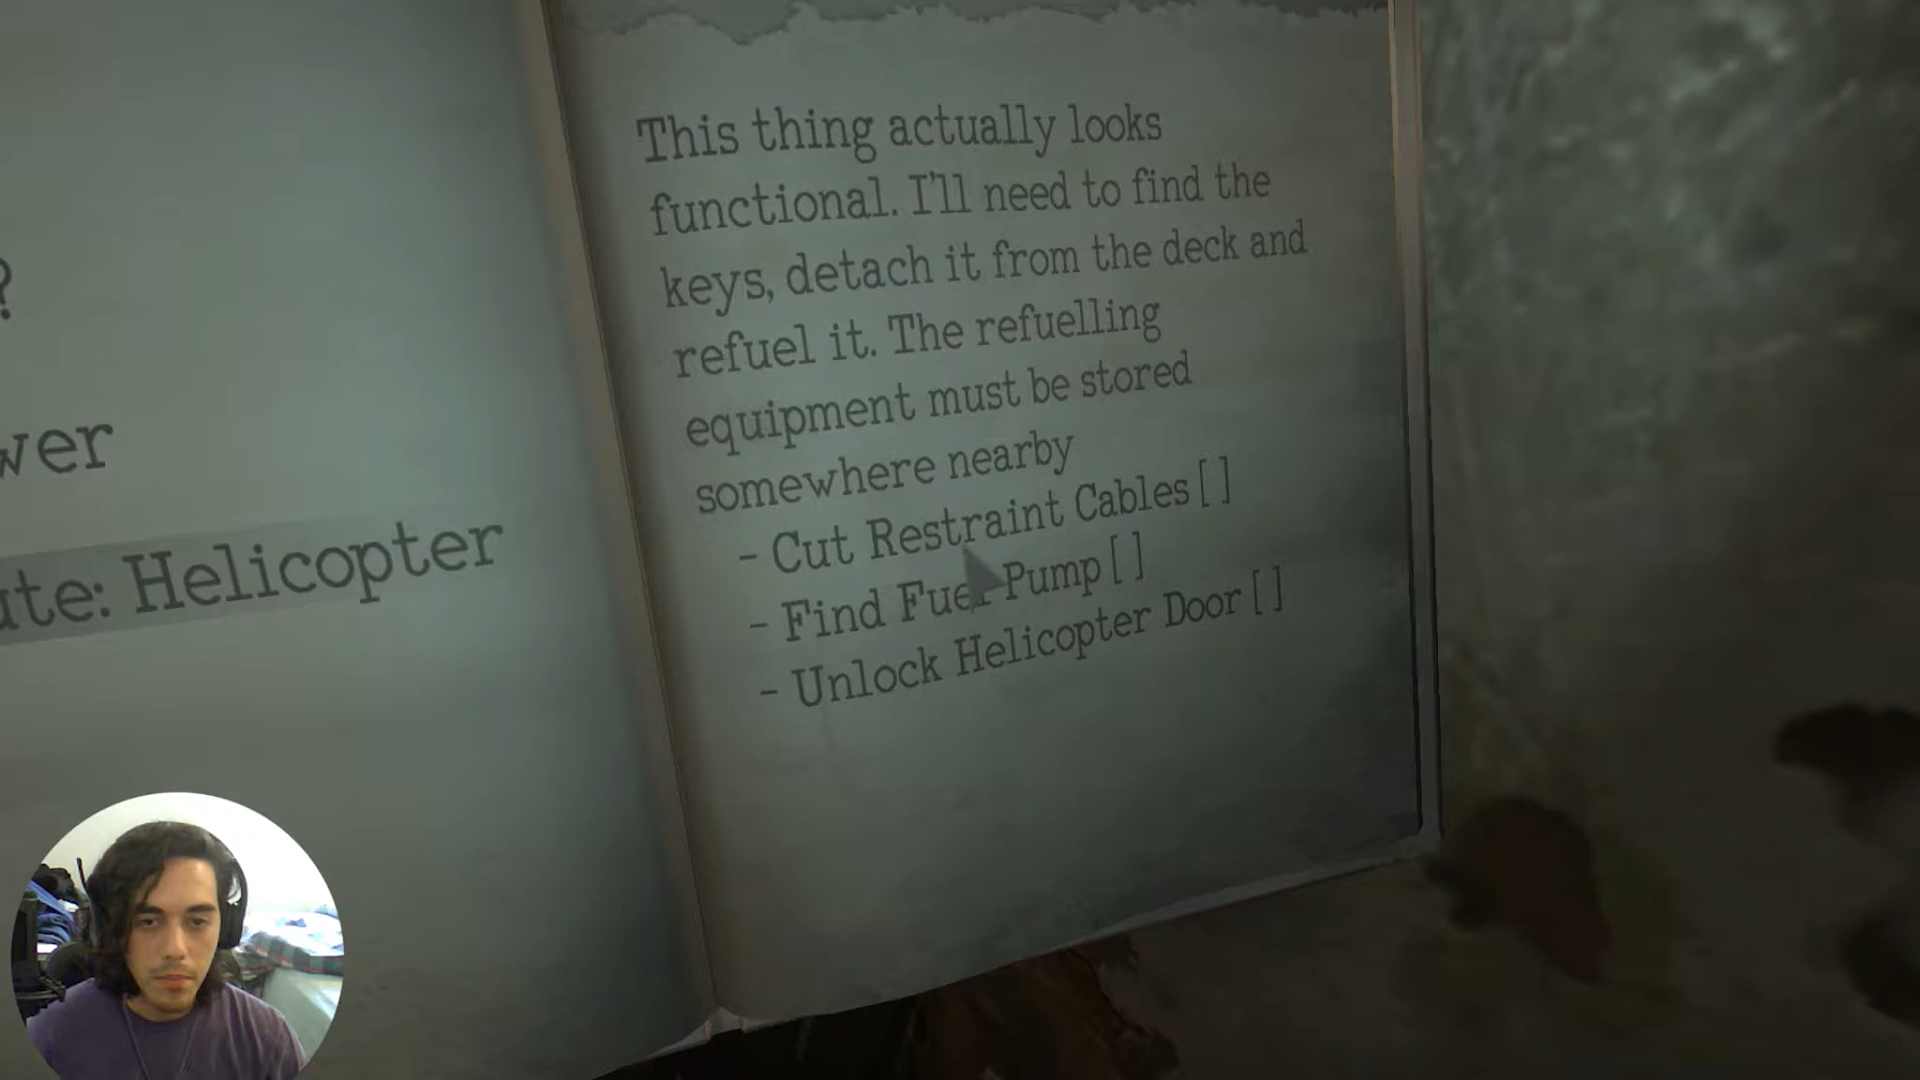 ?
wer
ute: Helicopter
This thing actually looks
functional. I'll need to find the
keys, detach it from the deck and
refuel it. The refuelling
equipment must be stored
somewhere nearby
- Cut Restraint Cables [ ]
- Find Fuel Pump [ ]
- Unlock Helicopter Door [ ]